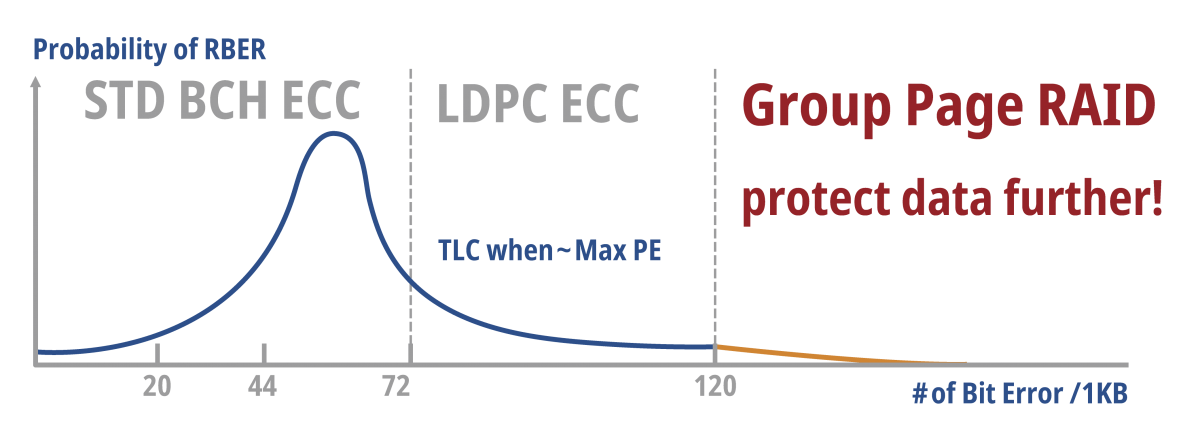 Probability of RBER
STD BCH ECC
LDPC ECC
Group Page RAID
protect data further!
TLC when ~ Max PE
20
44
72
120
# of Bit Error /1KB